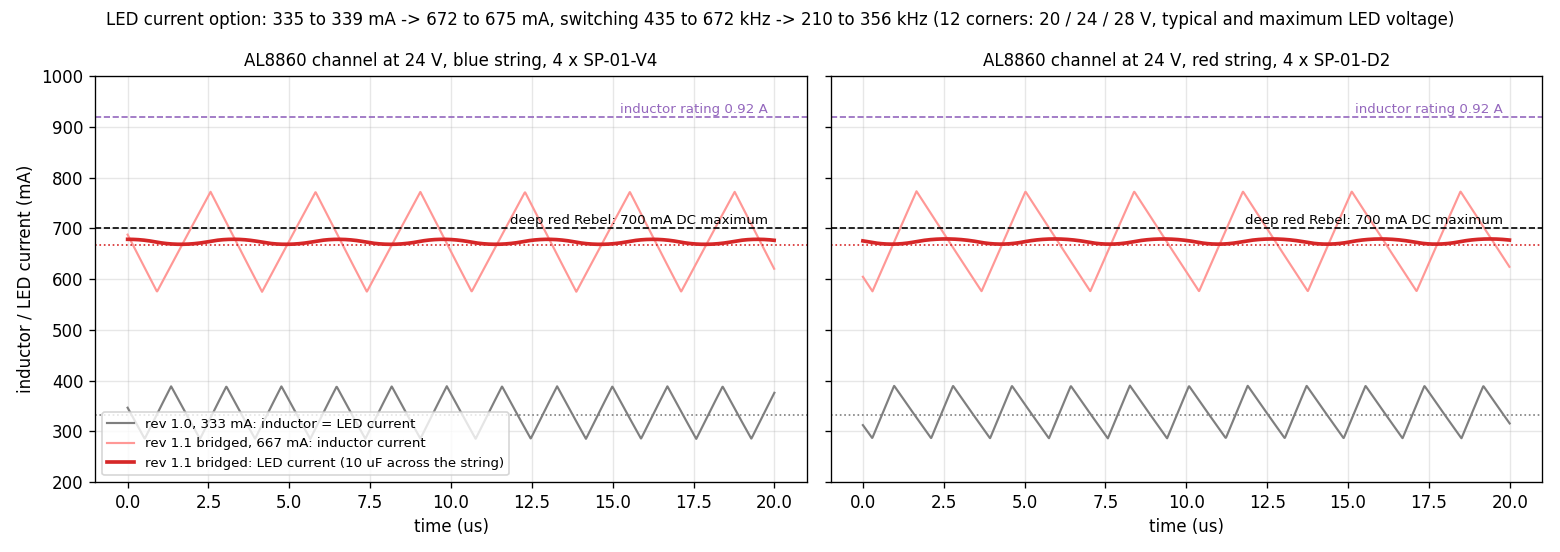 LED current option: 335 to 339 mA -> 672 to 675 mA, switching 435 to 672 kHz -> 210 to 356 kHz (12 corners: 20 / 24 / 28 V, typical and maximum LED voltage)
AL8860 channel at 24 V, blue string, 4 x SP-01-V4
inductor / LED current (mA)
1000
900
800
700
600
500
400
300
200
inductor rating 0.92 A
deep red Rebel: 700 mA DC maximum
rev 1.0, 333 mA: inductor = LED current
rev 1.1 bridged, 667 mA: inductor current
rev 1.1 bridged: LED current (10 uF across the string)
0.0 2.5 5.0 7.5 10.0 12.5 15.0 17.5 20.0
time (us)
AL8860 channel at 24 V, red string, 4 x SP-01-D2
inductor rating 0.92 A
deep red Rebel: 700 mA DC maximum
0.0 2.5 5.0 7.5 10.0 12.5 15.0 17.5 20.0
time (us)